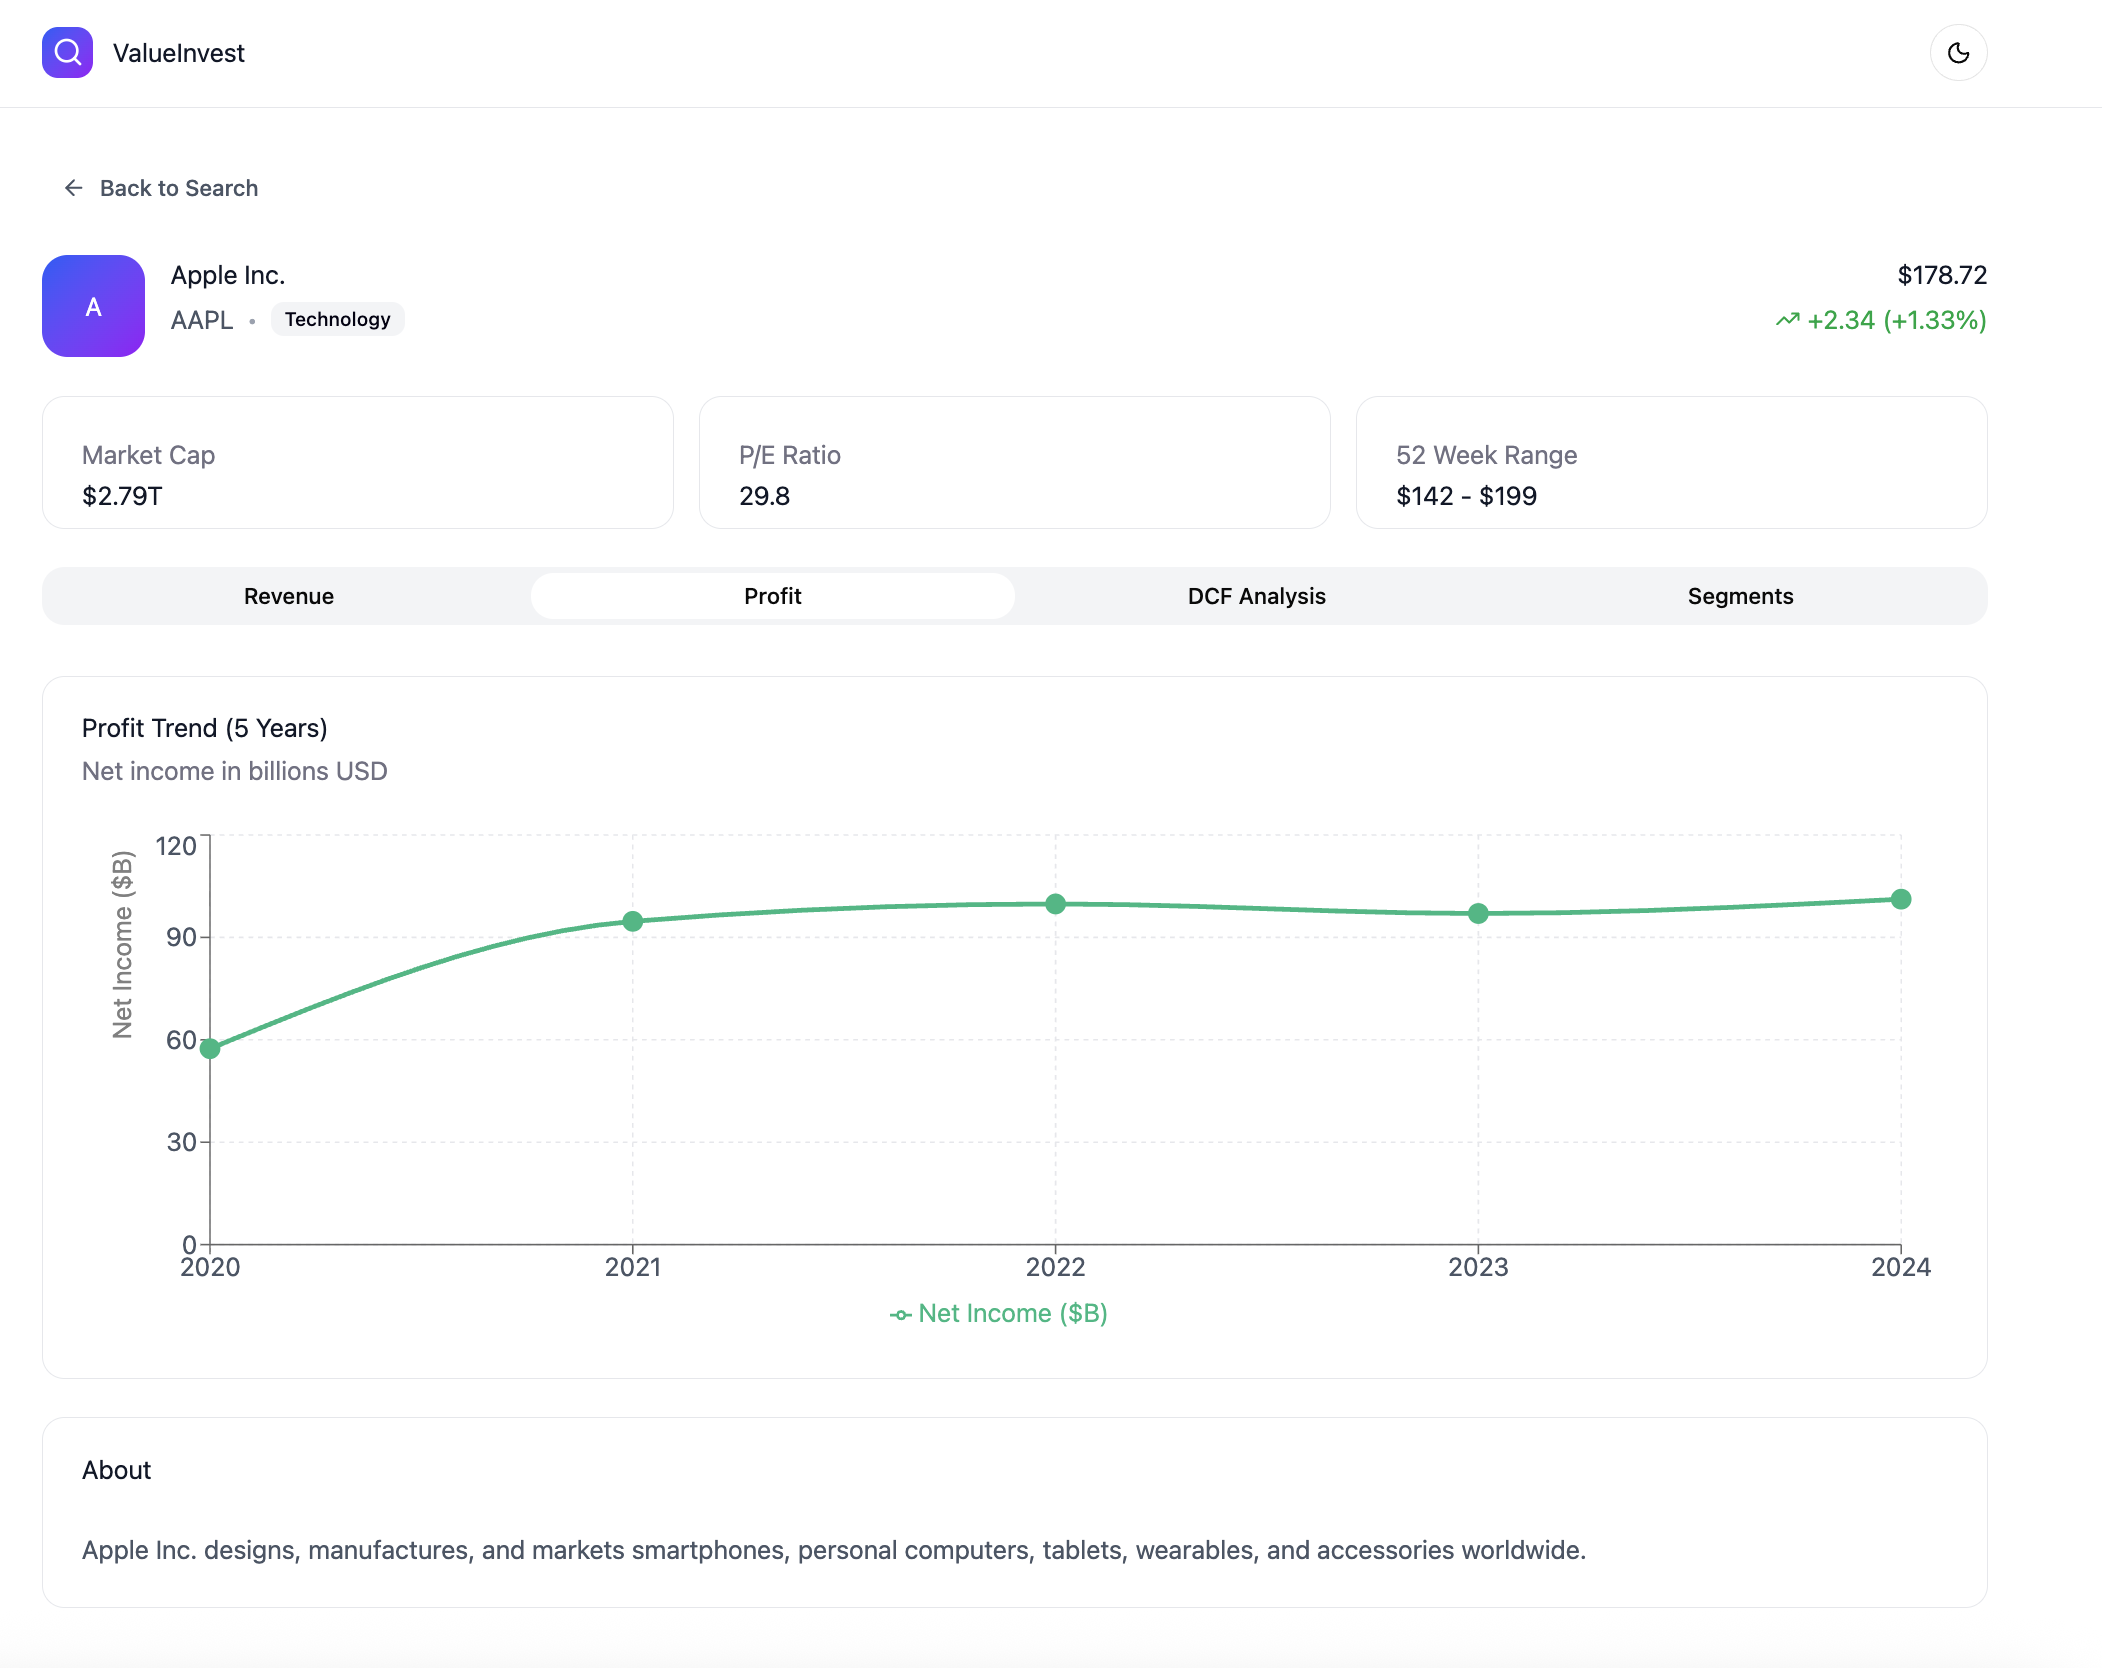 ValueInvest
Back to Search
A
Apple Inc.
AAPL • Technology
$178.72
+2.34 (+1.33%)
Market Cap
$2.79T
P/E Ratio
29.8
52 Week Range
$142 - $199
Revenue
Profit
DCF Analysis
Segments
Profit Trend (5 Years)
Net income in billions USD
Net Income ($B)
120
90
60
30
0
2020
2021
2022
2023
2024
Net Income ($B)
About
Apple Inc. designs, manufactures, and markets smartphones, personal computers, tablets, wearables, and accessories worldwide.